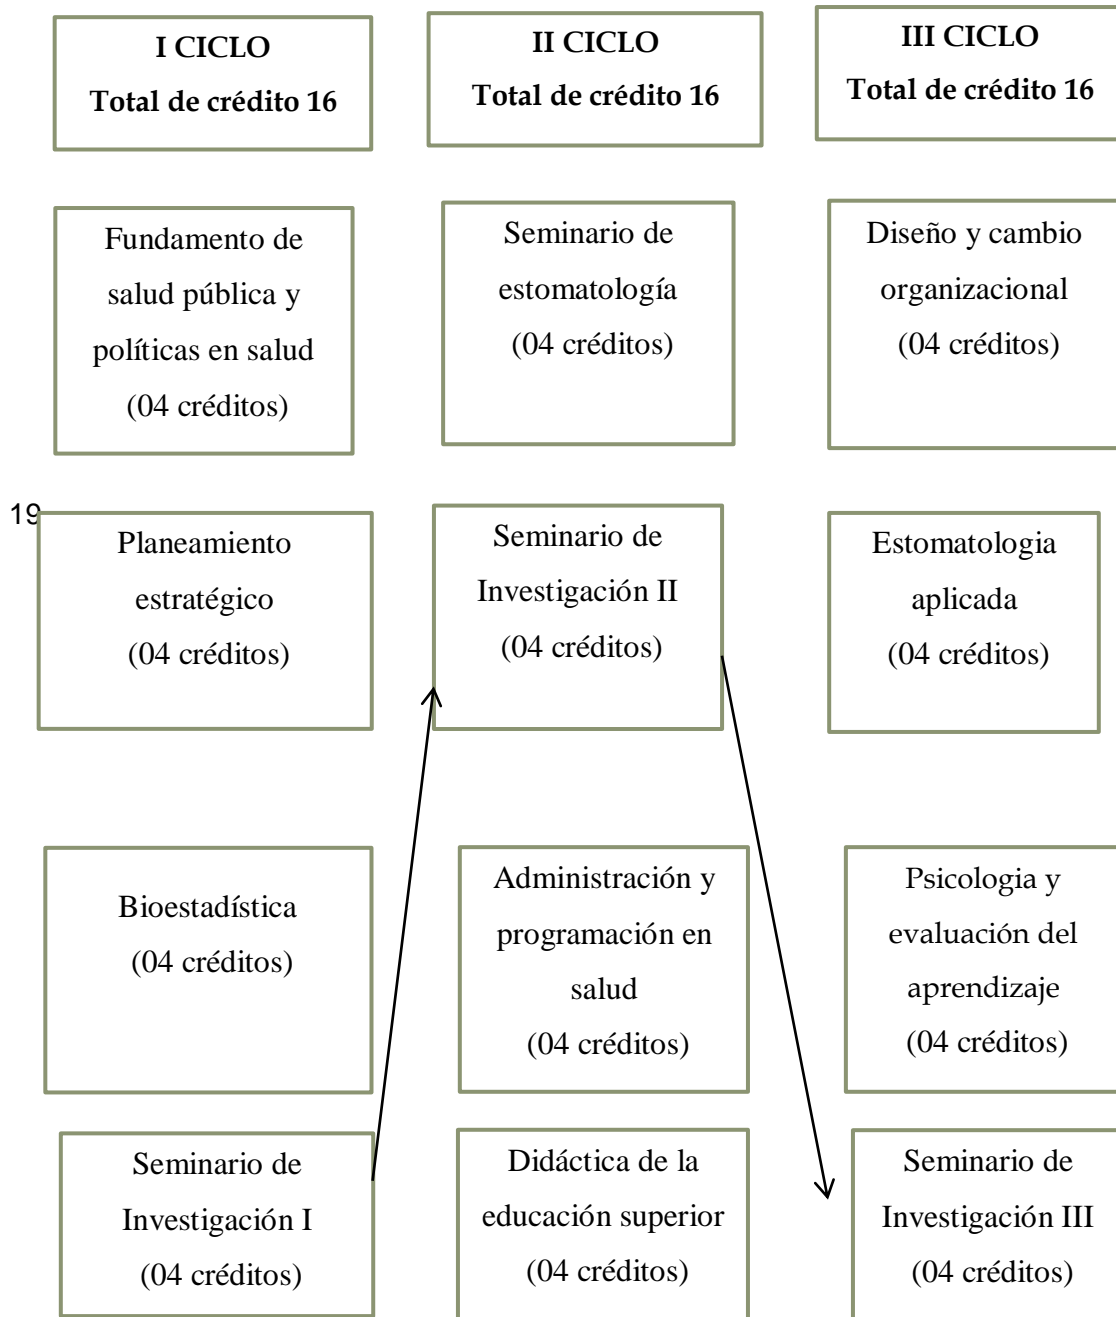 I CICLO
Total de crédito 16
II CICLO
Total de crédito 16
III CICLO
Total de crédito 16
Fundamento de
salud pública y
políticas en salud
(04 créditos)
Seminario de
estomatología
(04 créditos)
Diseño y cambio
organizacional
(04 créditos)
19
Planeamiento
estratégico
(04 créditos)
Seminario de
Investigación II
(04 créditos)
Estomatologia
aplicada
(04 créditos)
Bioestadística
(04 créditos)
Administración y
programación en
salud
(04 créditos)
Psicologia y
evaluación del
aprendizaje
(04 créditos)
Seminario de
Investigación I
(04 créditos)
Didáctica de la
educación superior
(04 créditos)
Seminario de
Investigación III
(04 créditos)